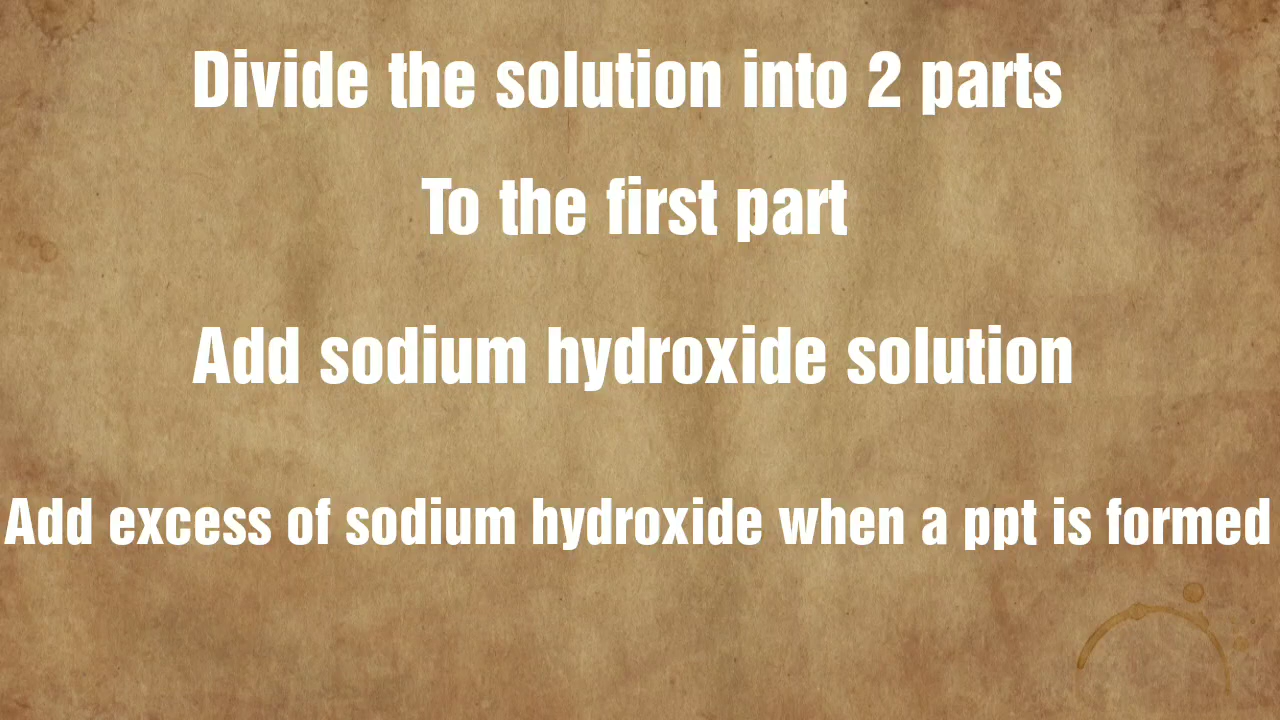 Divide the solution into 2 parts
To the first part
Add sodium hydroxide solution
Add excess of sodium hydroxide when a ppt is formed